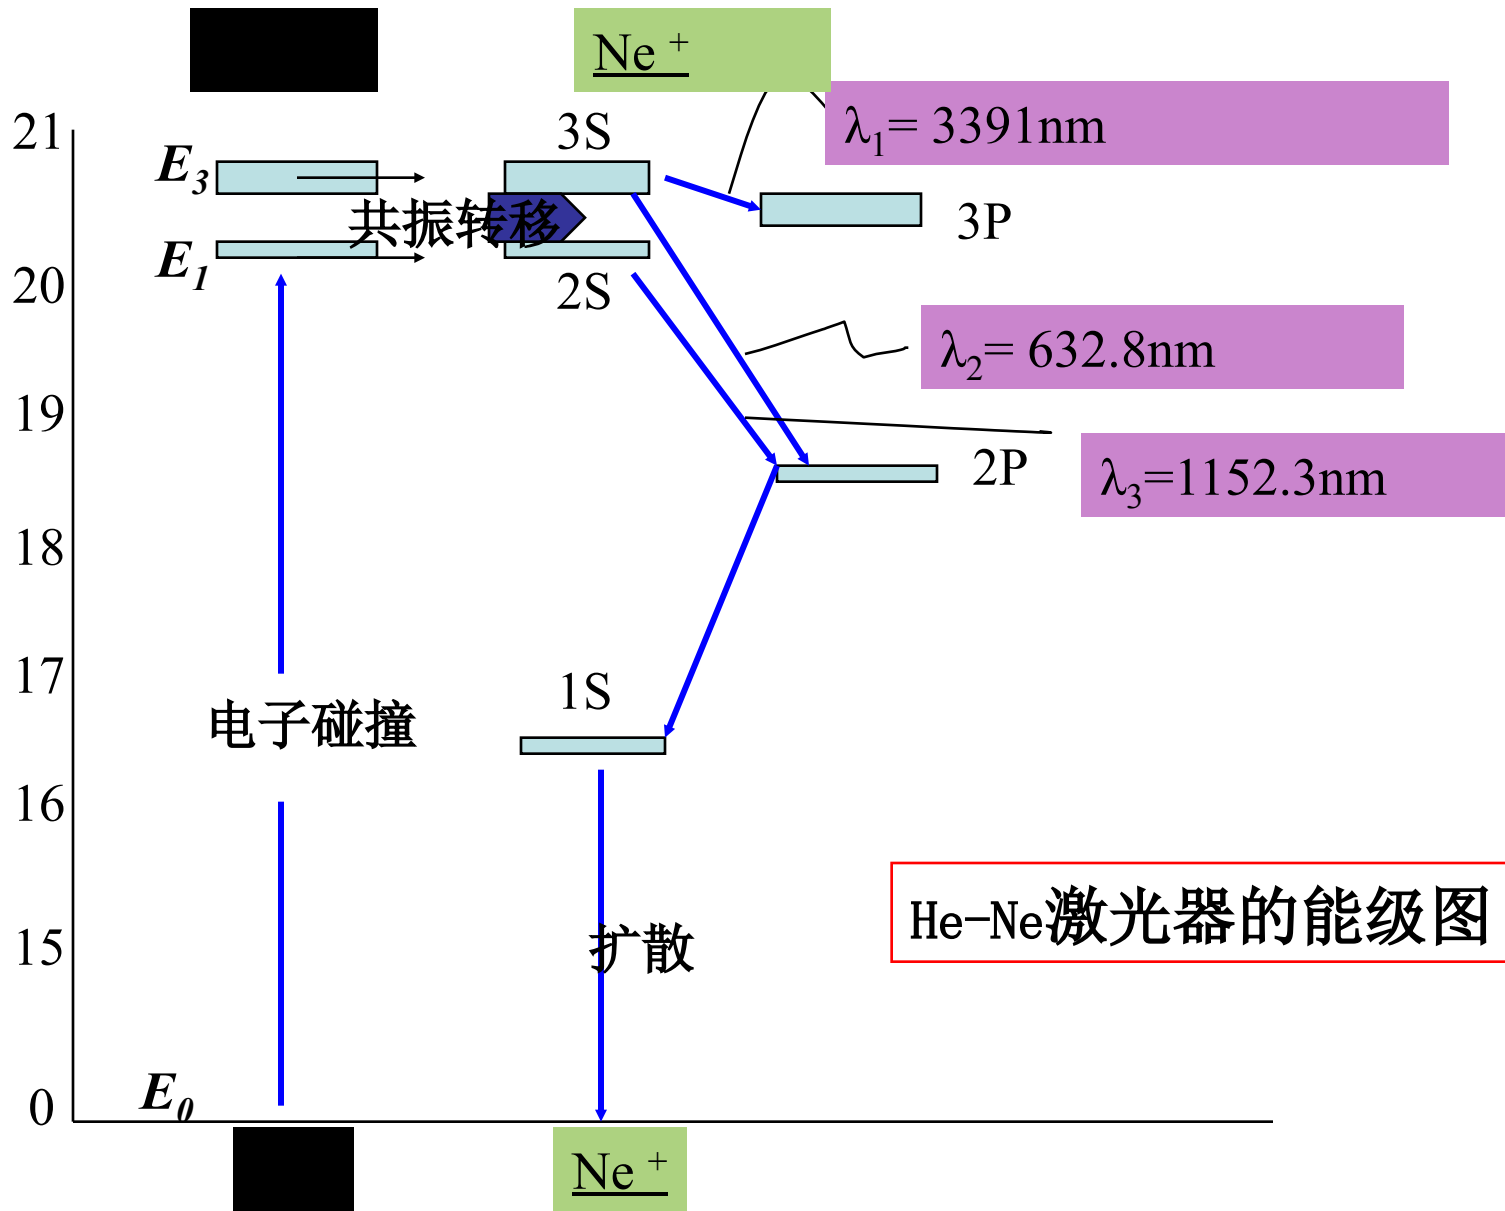 Ne +
λ1= 3391nm
21
3S
E3
共振转移
3P
E1
20
2S
λ2= 632.8nm
19
2P
λ3=1152.3nm
18
17
1S
电子碰撞
16
He-Ne激光器的能级图
15
扩散
E0
0
Ne +